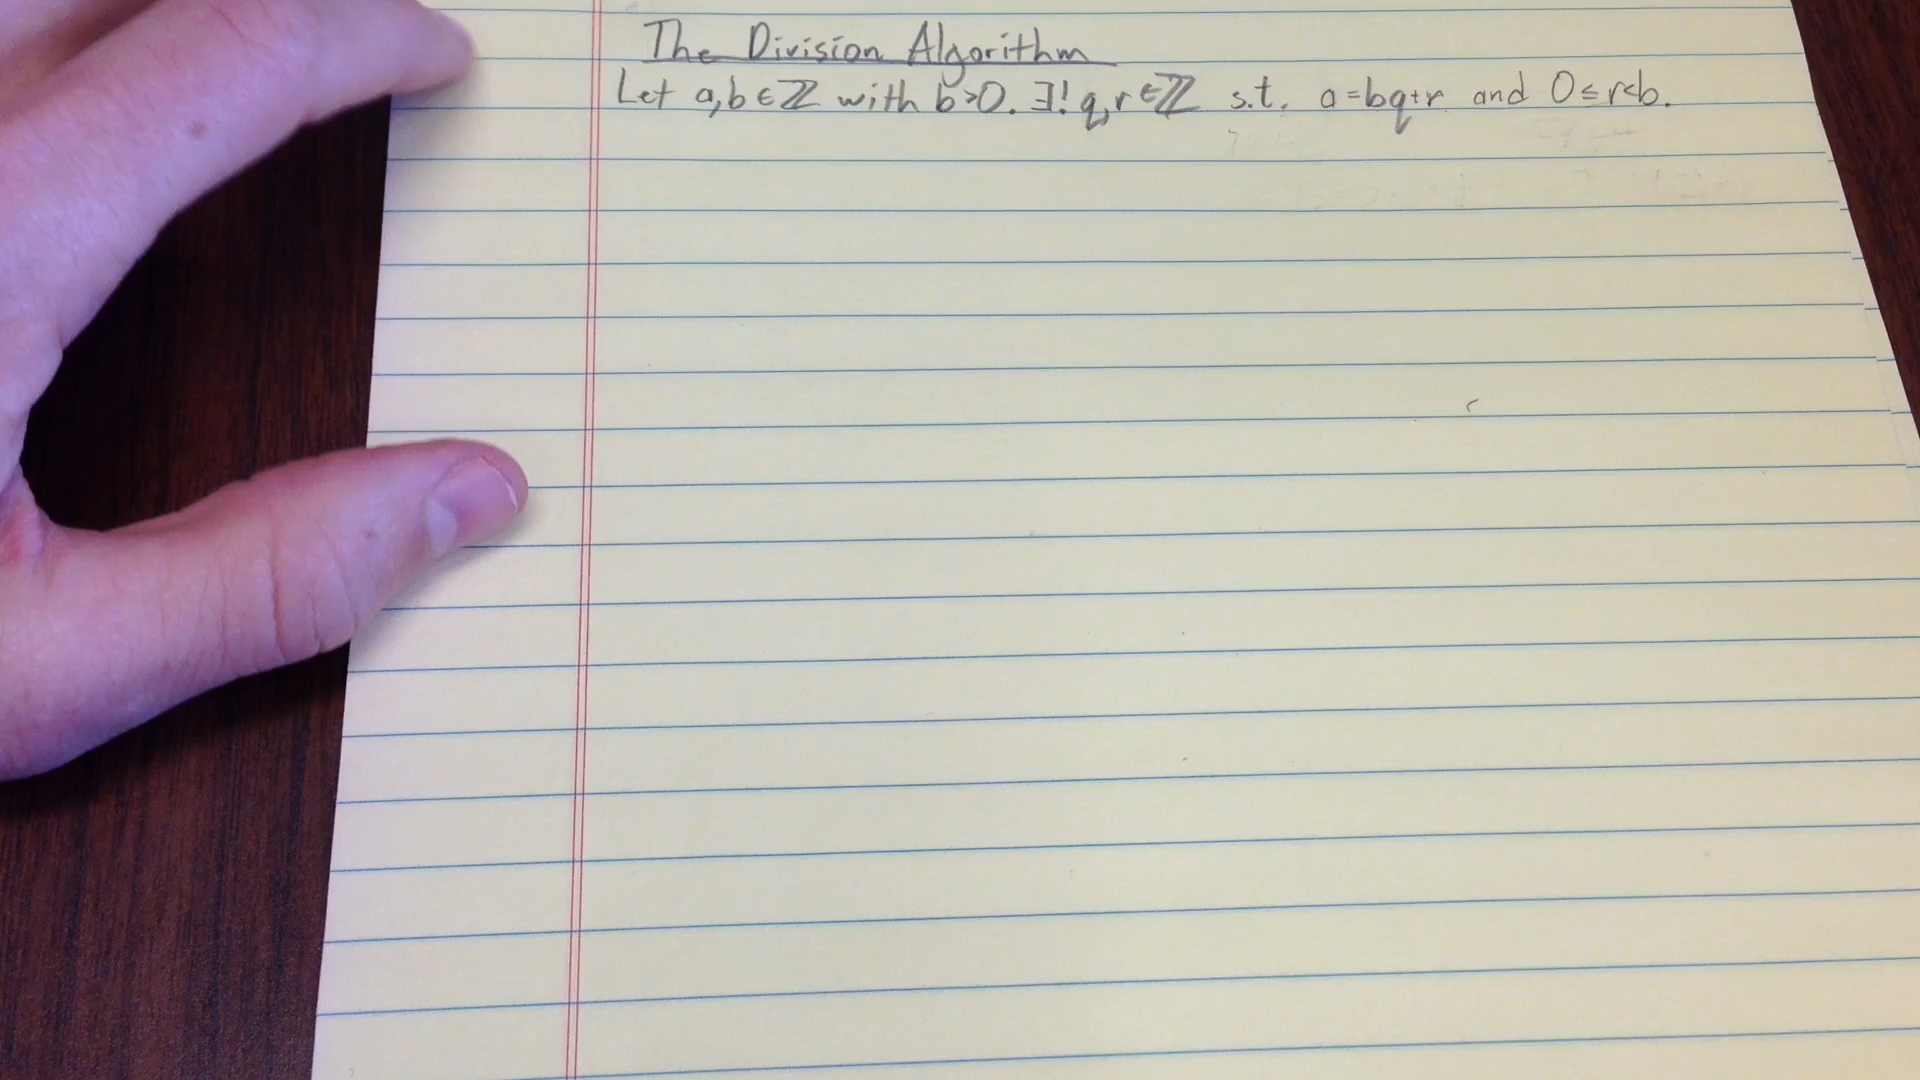 The Division Algorithm
Let a,b ∈ ℤ with b>0. ∃! q,r ∈ ℤ s.t. a=bq+r and 0≤r<b.